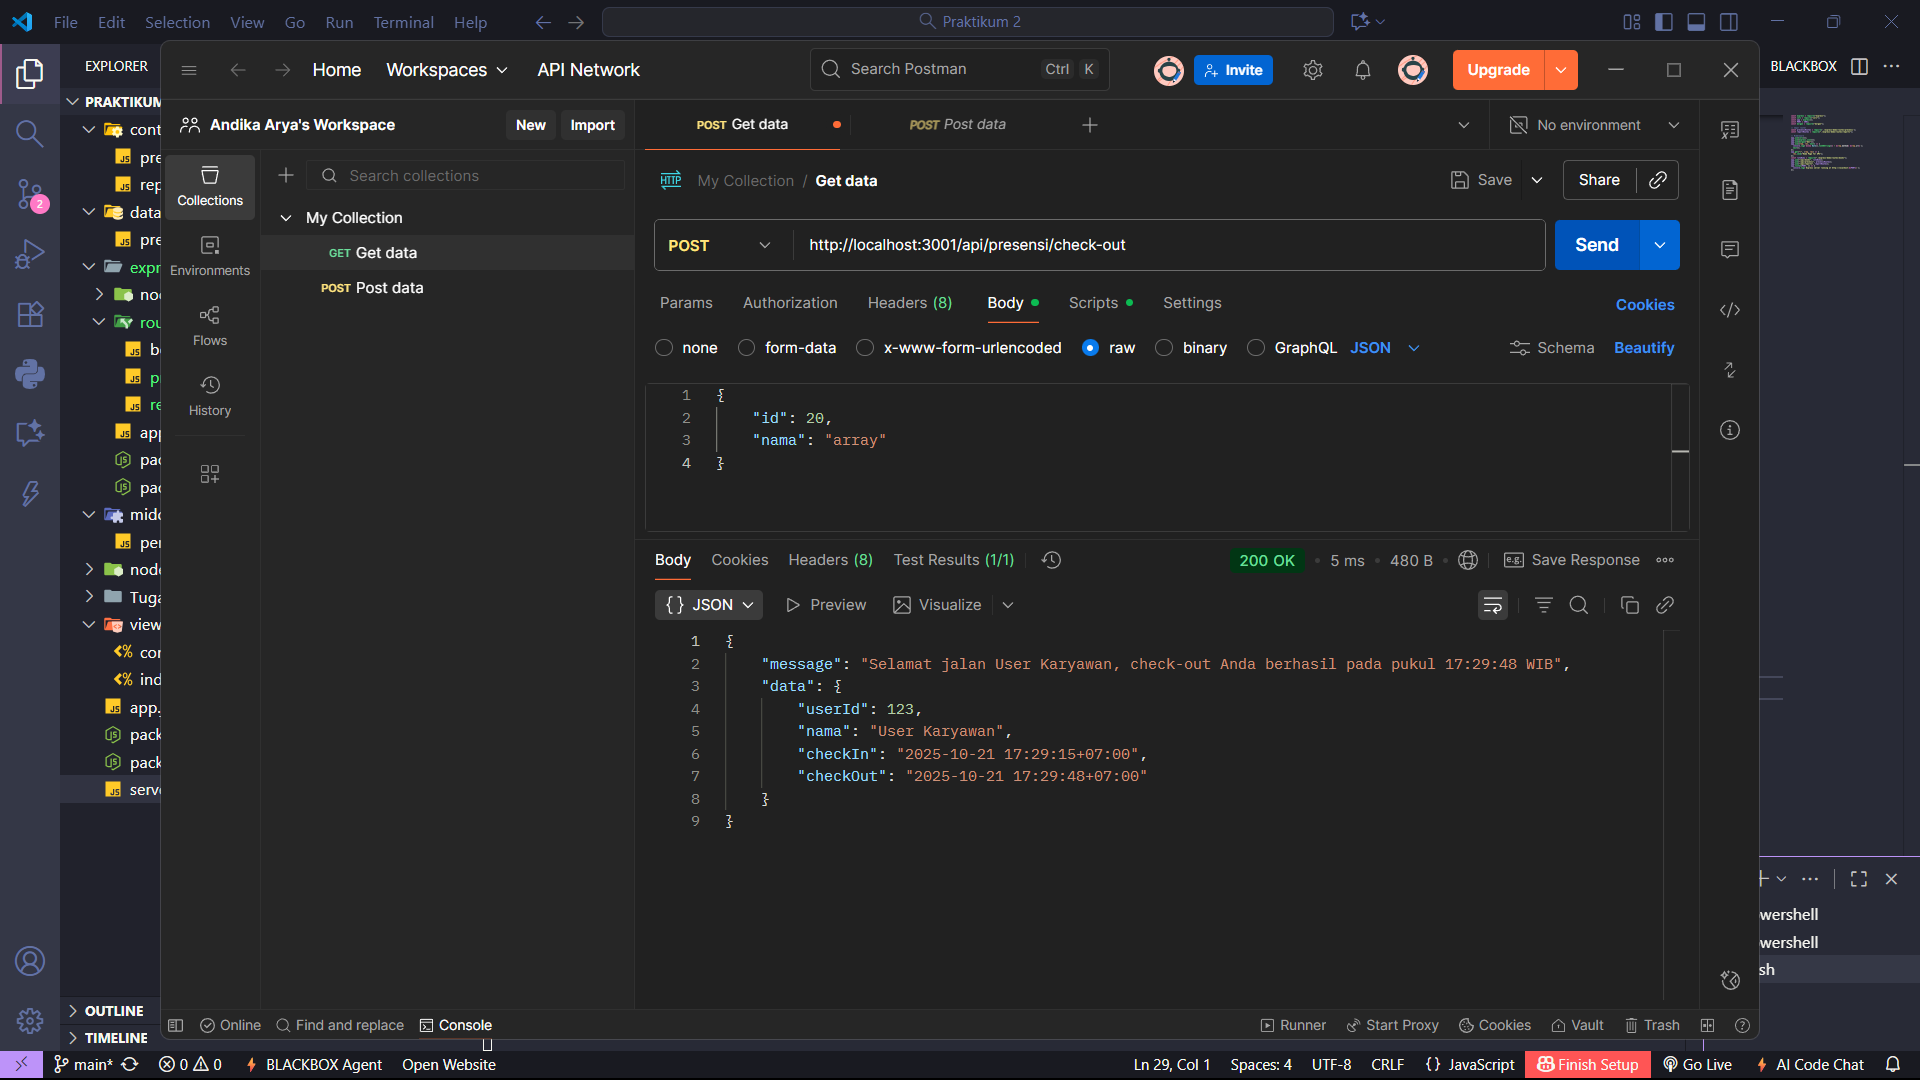 File Edit Selection View Go Run Terminal Help
Praktikum 2
EXPLORER
BLACKBOX
PRAKTIKUM
cont
pre
rep
data
pre
expr
noc
rou
b
p
re
app
pac
pac
midd
per
node
Tuga
view
cor
ind
app.
pack
pack
serv
OUTLINE
TIMELINE
2
Home Workspaces API Network
Search Postman Ctrl K
Invite
Upgrade
Andika Arya's Workspace
New Import
POST Get data
POST Post data
No environment
Collections
Environments
Flows
History
Search collections
My Collection
GET Get data
POST Post data
HTTP My Collection / Get data
Save
Share
POST http://localhost:3001/api/presensi/check-out
Send
Params Authorization Headers (8) Body Scripts Settings
Cookies
none form-data x-www-form-urlencoded raw binary GraphQL JSON
Schema Beautify
1 {
2 "id": 20,
3 "nama": "array"
4 }
Body Cookies Headers (8) Test Results (1/1)
200 OK • 5 ms • 480 B
e.g. Save Response
{} JSON Preview Visualize
1 {
2 "message": "Selamat jalan User Karyawan, check-out Anda berhasil pada pukul 17:29:48 WIB",
3 "data": {
4 "userId": 123,
5 "nama": "User Karyawan",
6 "checkIn": "2025-10-21 17:29:15+07:00",
7 "checkOut": "2025-10-21 17:29:48+07:00"
8 }
9 }
wershell
wershell
sh
Online Find and replace Console
Runner Start Proxy Cookies Vault Trash
main* 0 0 BLACKBOX Agent Open Website
Ln 29, Col 1 Spaces: 4 UTF-8 CRLF {} JavaScript Finish Setup Go Live AI Code Chat